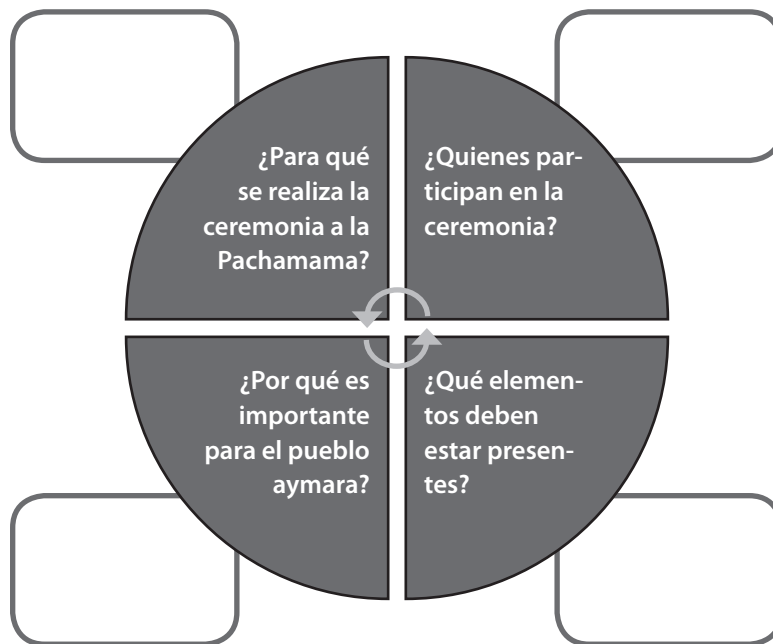 ¿Para qué
se realiza la
ceremonia a la
Pachamama?
¿Quienes par-
ticipan en la
ceremonia?
¿Por qué es
importante
para el pueblo
aymara?
¿Qué elemen-
tos deben
estar presen-
tes?